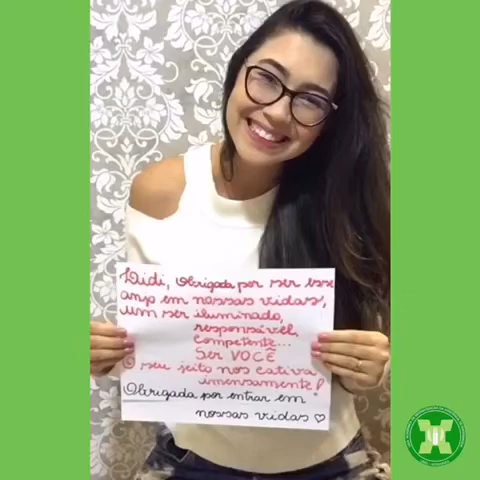 Didi, Obrigada por ser esse
anjo em nossas vidas,
um ser iluminado,
responsável,
competente...
Ser VOCÊ
O seu jeito nos cativa
imensamente!
Obrigada por entrar em
nossas vidas ♡